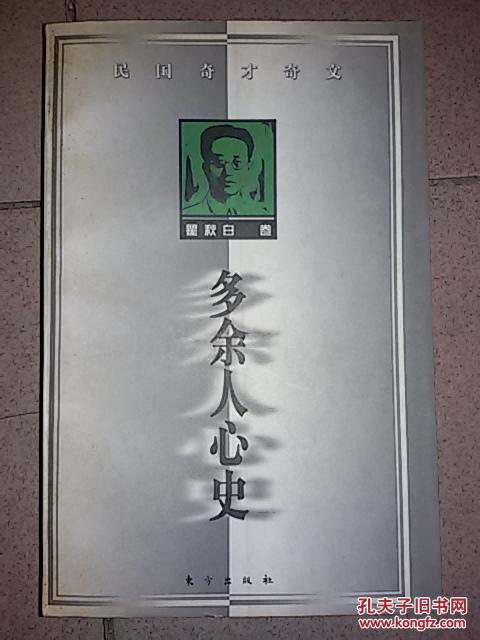 民国奇才奇文
瞿秋白 卷
多余人心史
东方出版社
孔夫子旧书网
www.kongfz.com